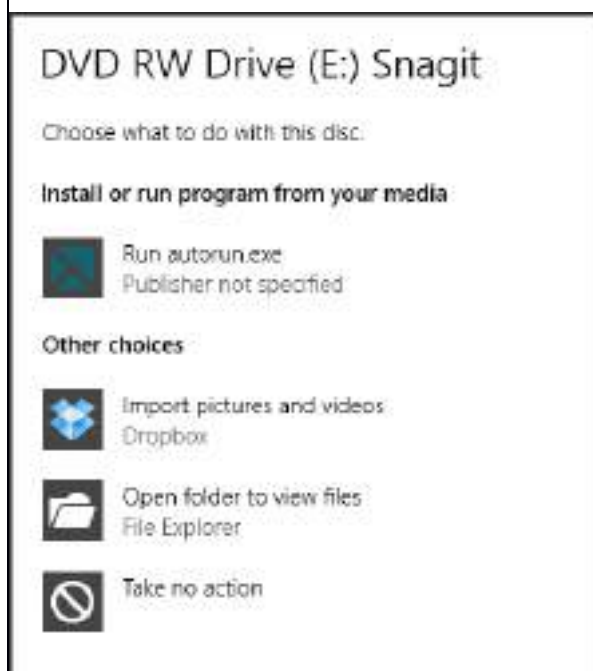 DVD RW Drive (E:) Snagit
Choose what to do with this disc.
Install or run program from your media
Run autorun.exe
Publisher not specified
Other choices
Import pictures and videos
Dropbox
Open folder to view files
File Explorer
Take no action